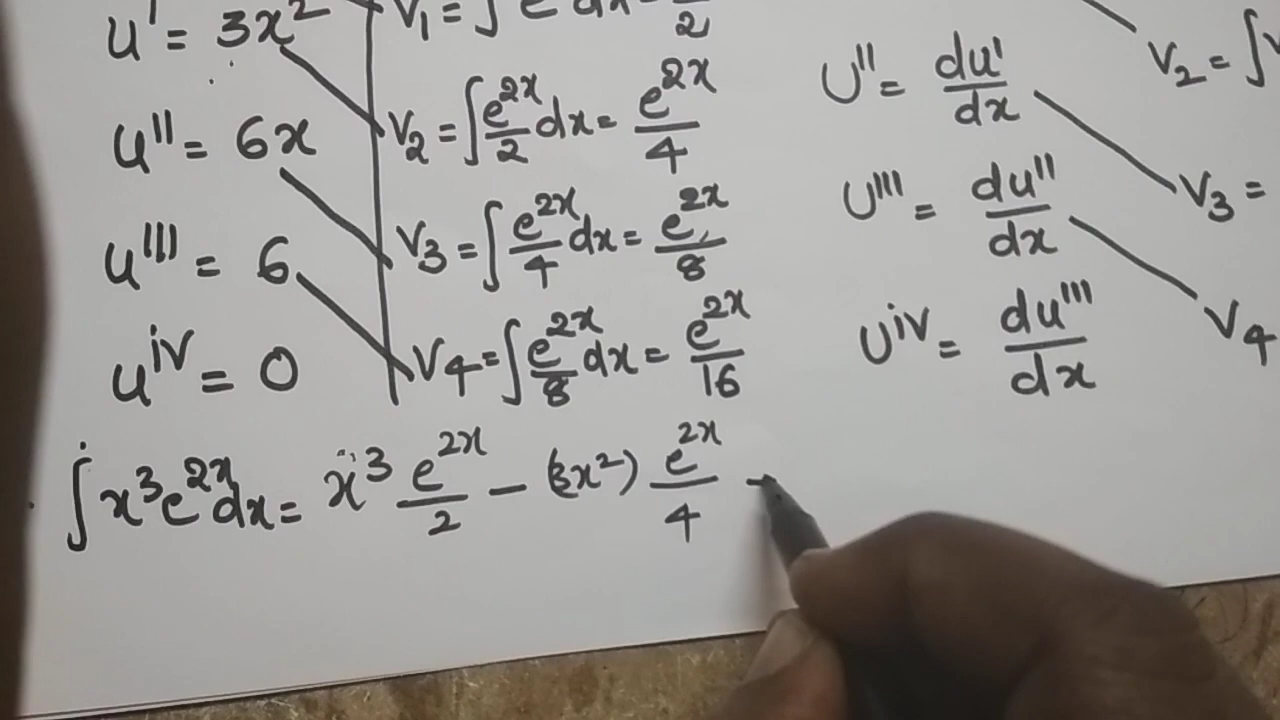 u' = 3x² V₁ = ∫ e dx = /2
u'' = 6x V₂ = ∫ e^{2x}/2 dx = e^{2x}/4
u''' = 6 V₃ = ∫ e^{2x}/4 dx = e^{2x}/8
u^{iv} = 0 V₄ = ∫ e^{2x}/8 dx = e^{2x}/16
∫ x³ e^{2x} dx = x³ e^{2x}/2 - (3x²) e^{2x}/4 -
U'' = du'/dx V₂ = ∫ V
U''' = du''/dx V₃ =
U^{iv} = du'''/dx V₄